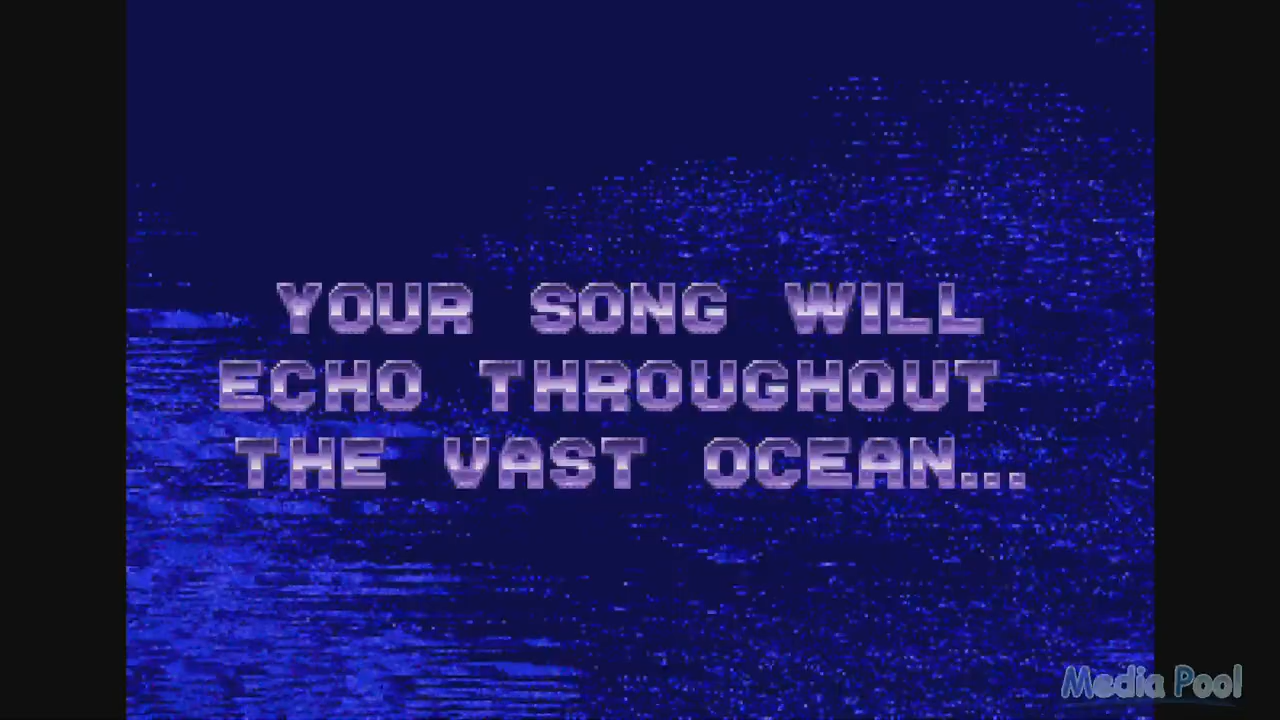 YOUR SONG WILL
ECHO THROUGHOUT
THE VAST OCEAN...
Media Pool